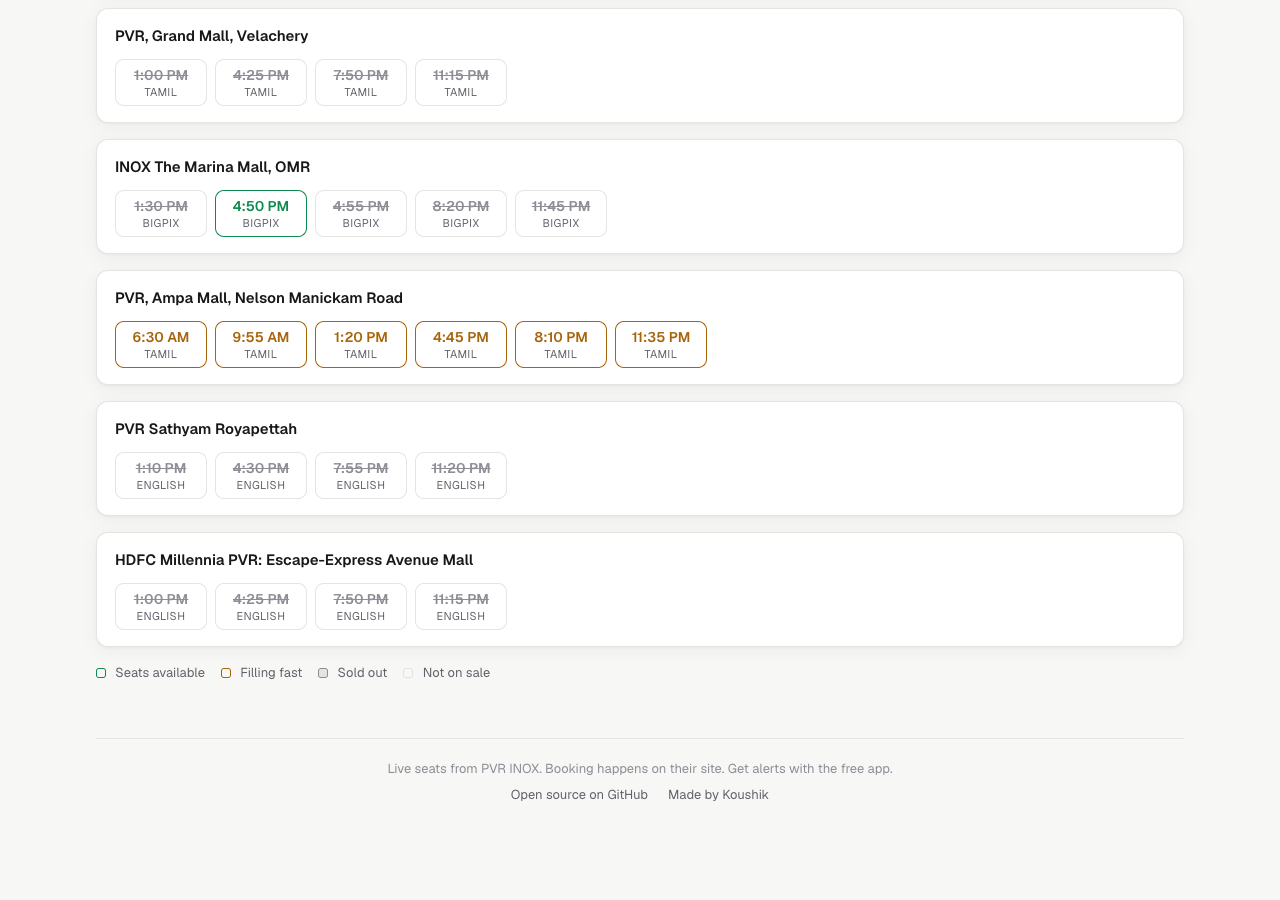 PVR, Grand Mall, Velachery
1:00 PM 4:25 PM 7:50 PM 11:15 PM
TAMIL TAMIL TAMIL TAMIL
INOX The Marina Mall, OMR
1:30 PM 4:50 PM 4:55 PM 8:20 PM 11:45 PM
BIGPIX BIGPIX BIGPIX BIGPIX BIGPIX
PVR, Ampa Mall, Nelson Manickam Road
6:30 AM 9:55 AM 1:20 PM 4:45 PM 8:10 PM 11:35 PM
TAMIL TAMIL TAMIL TAMIL TAMIL TAMIL
PVR Sathyam Royapettah
1:10 PM 4:30 PM 7:55 PM 11:20 PM
ENGLISH ENGLISH ENGLISH ENGLISH
HDFC Millennia PVR: Escape-Express Avenue Mall
1:00 PM 4:25 PM 7:50 PM 11:15 PM
ENGLISH ENGLISH ENGLISH ENGLISH
Seats available Filling fast Sold out Not on sale
Live seats from PVR INOX. Booking happens on their site. Get alerts with the free app.
Open source on GitHub Made by Koushik